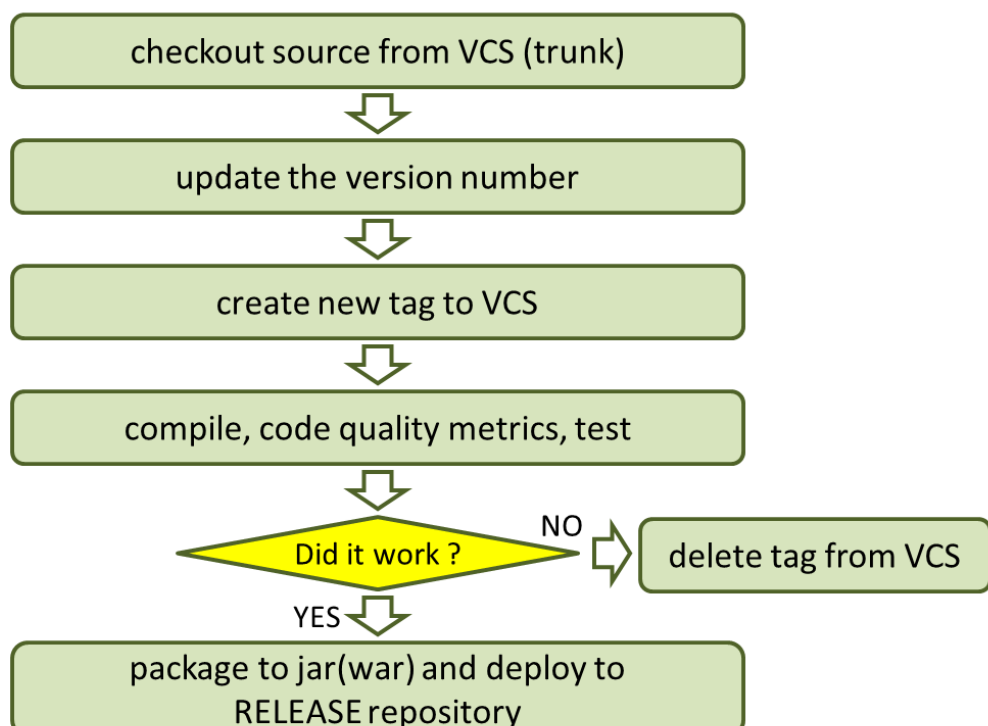 checkout source from VCS (trunk)
update the version number
create new tag to VCS
compile, code quality metrics, test
Did it work ?
NO
delete tag from VCS
YES
package to jar(war) and deploy to
RELEASE repository